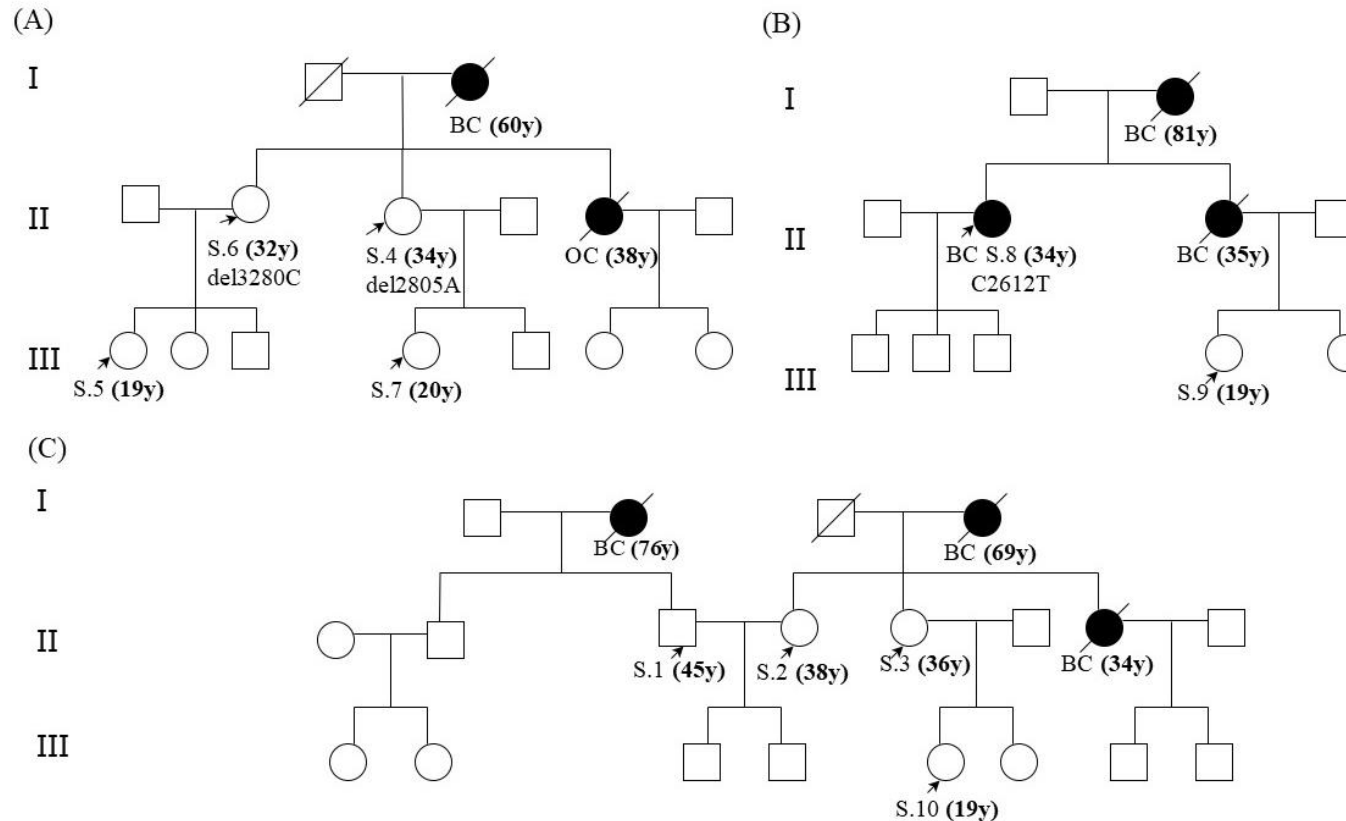 (A)
I
BC (60y)
II
S.6 (32y)
del3280C
S.4 (34y)
del2805A
OC (38y)
III
S.5 (19y)
S.7 (20y)
(B)
I
BC (81y)
II
BC S.8 (34y)
C2612T
BC (35y)
III
S.9 (19y)
(C)
I
BC (76y)
BC (69y)
II
S.1 (45y)
S.2 (38y)
S.3 (36y)
BC (34y)
III
S.10 (19y)